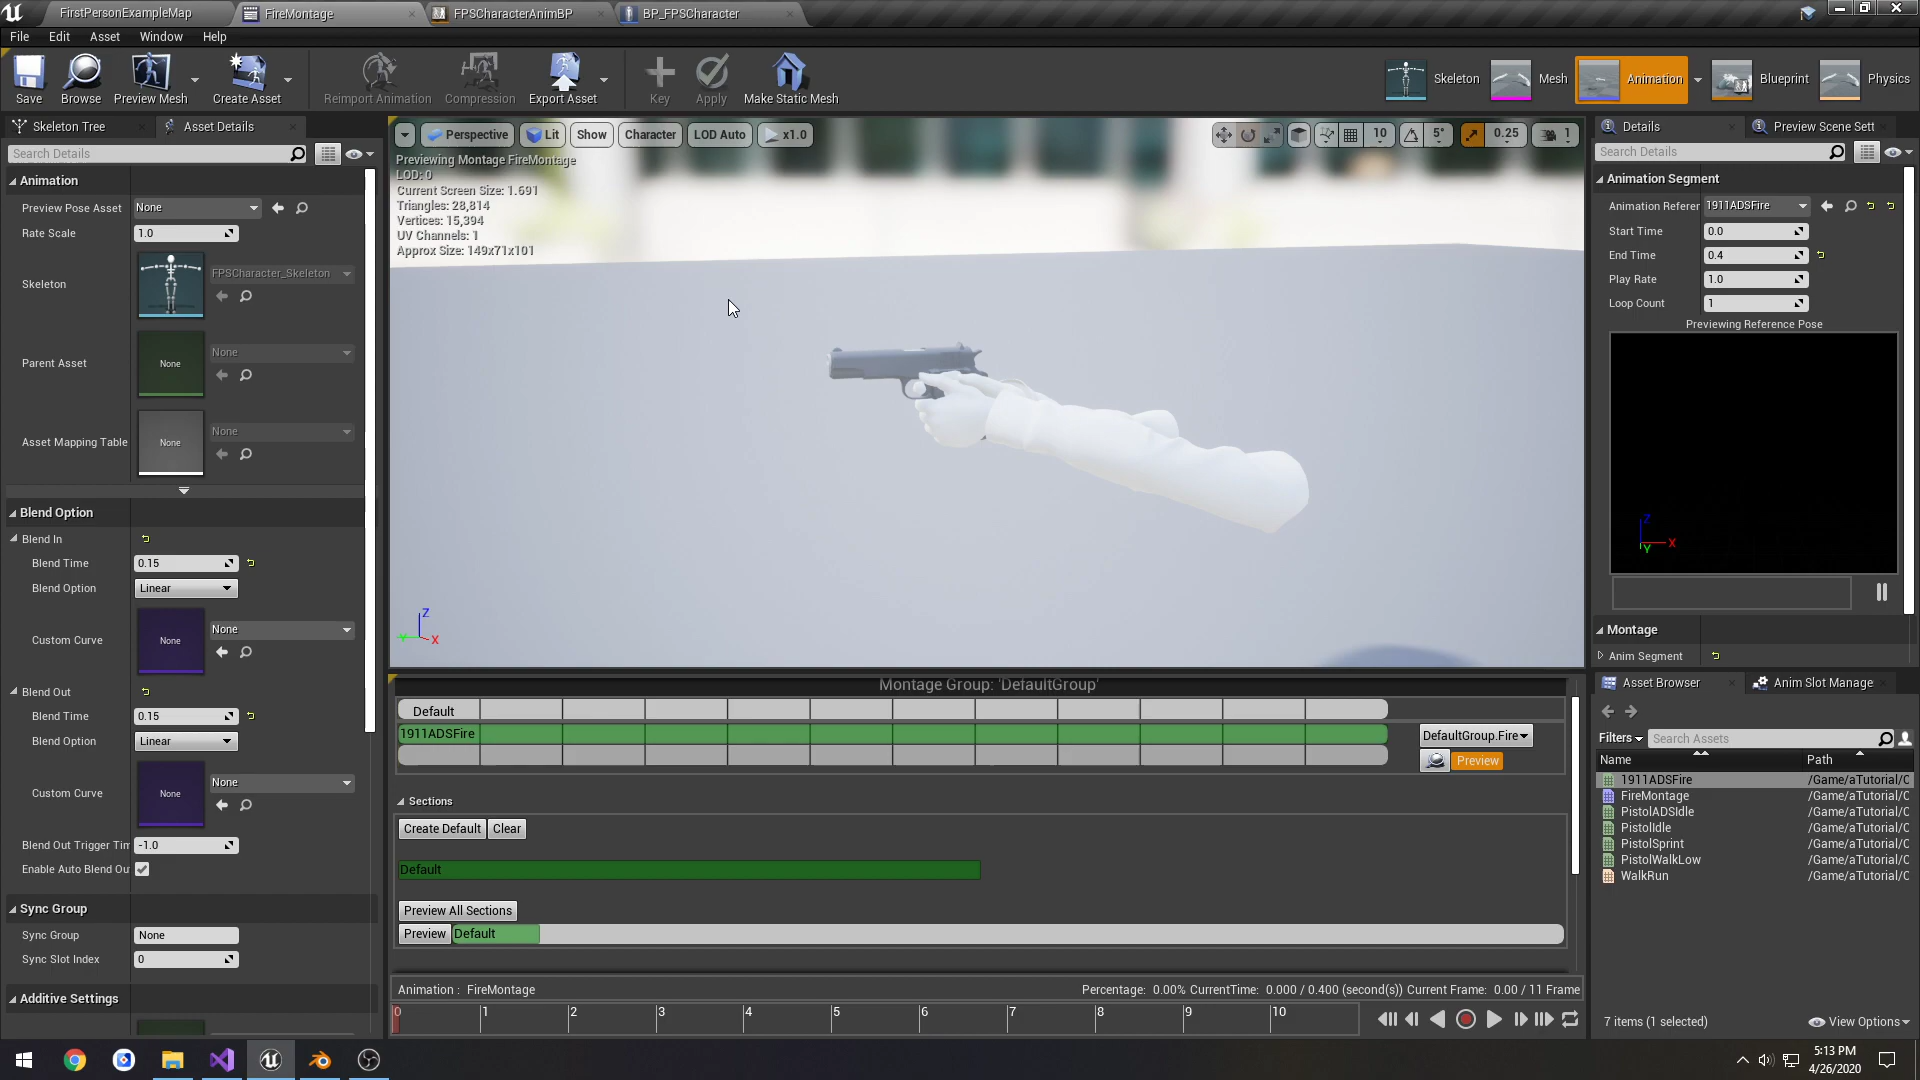 FirstPersonExampleMap
FireMontage
FPSCharacterAnimBP
BP_FPSCharacter
File
Edit
Asset
Window
Help
Save
Browse
Preview Mesh
Create Asset
Reimport Animation
Compression
Export Asset
Key
Apply
Make Static Mesh
Skeleton
Mesh
Animation
Blueprint
Physics
Skeleton Tree
Asset Details
Search Details
Animation
Preview Pose Asset
None
Rate Scale
1.0
Skeleton
FPSCharacter_Skeleton
Parent Asset
None
None
Asset Mapping Table
None
None
Blend Option
Blend In
Blend Time
0.15
Blend Option
Linear
Custom Curve
None
None
Blend Out
Blend Time
0.15
Blend Option
Linear
Custom Curve
None
None
Blend Out Trigger Tim
-1.0
Enable Auto Blend Ou
Sync Group
Sync Group
None
Sync Slot Index
0
Additive Settings
Perspective
Lit
Show
Character
LOD Auto
x1.0
10
5°
0.25
1
Previewing Montage FireMontage
LOD: 0
Current Screen Size: 1.691
Triangles: 28,814
Vertices: 15,394
UV Channels: 1
Approx Size: 149x71x101
Z
Y
X
Montage Group: 'DefaultGroup'
Default
1911ADSFire
DefaultGroup.Fire
Preview
Sections
Create Default
Clear
Default
Preview All Sections
Preview
Default
Animation : FireMontage
Percentage: 0.00% CurrentTime: 0.000 / 0.400 (second(s)) Current Frame: 0.00 / 11 Frame
0
1
2
3
4
5
6
7
8
9
10
Details
Preview Scene Sett
Search Details
Animation Segment
Animation Referer
1911ADSFire
Start Time
0.0
End Time
0.4
Play Rate
1.0
Loop Count
1
Previewing Reference Pose
Z
Y
X
Montage
Anim Segment
Asset Browser
Anim Slot Manage
Filters
Search Assets
Name
Path
1911ADSFire
/Game/aTutorial/C
FireMontage
/Game/aTutorial/C
PistolADSIdle
/Game/aTutorial/C
PistolIdle
/Game/aTutorial/C
PistolSprint
/Game/aTutorial/C
PistolWalkLow
/Game/aTutorial/C
WalkRun
/Game/aTutorial/C
7 items (1 selected)
View Options
5:13 PM
4/26/2020